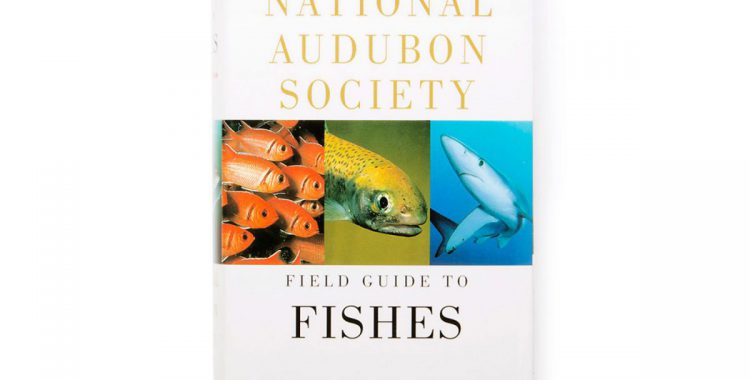 NATIONAL
AUDUBON
SOCIETY
FIELD GUIDE TO
FISHES